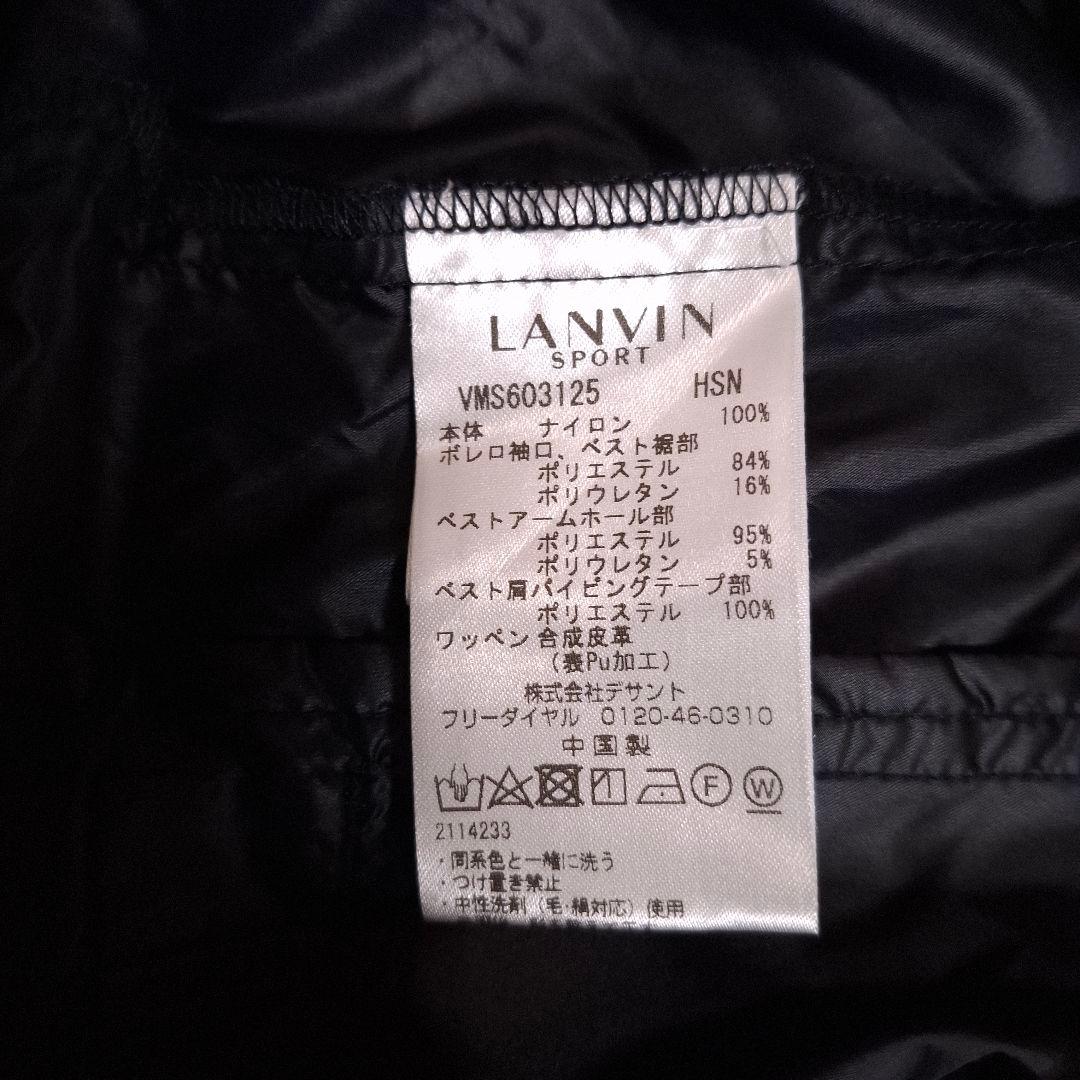 LANVIN
SPORT
VMS603125 HSN
本体 ナイロン 100%
ボレロ袖口、ベスト裾部
ポリエステル 84%
ポリウレタン 16%
ベストアームホール部
ポリエステル 95%
ポリウレタン 5%
ベスト肩パイピングテープ部
ポリエステル 100%
ワッペン 合成皮革
(表Pu加工)
株式会社デサント
フリーダイヤル 0120-46-0310
中国製
F W
2114233
・同系色と一緒に洗う
・つけ置き禁止
・中性洗剤(毛・絹対応)使用